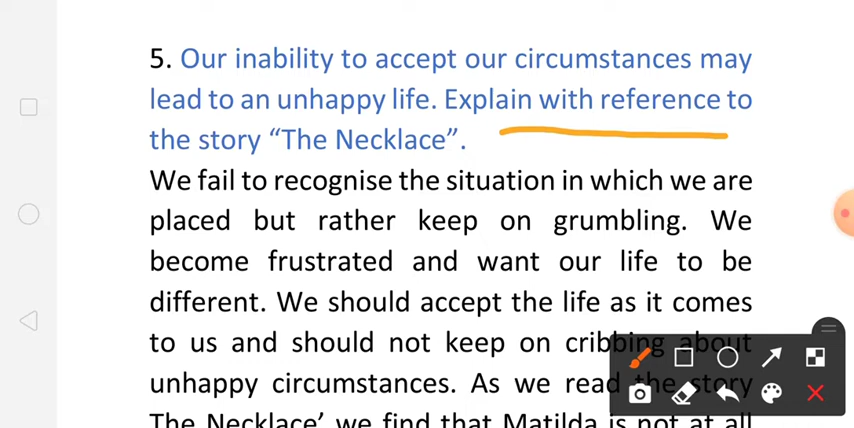 5. Our inability to accept our circumstances may
lead to an unhappy life. Explain with reference to
the story “The Necklace”.
We fail to recognise the situation in which we are
placed but rather keep on grumbling. We
become frustrated and want our life to be
different. We should accept the life as it comes
to us and should not keep on cribbing about
unhappy circumstances. As we read the story
The Necklace’ we find that Matilda is not at all